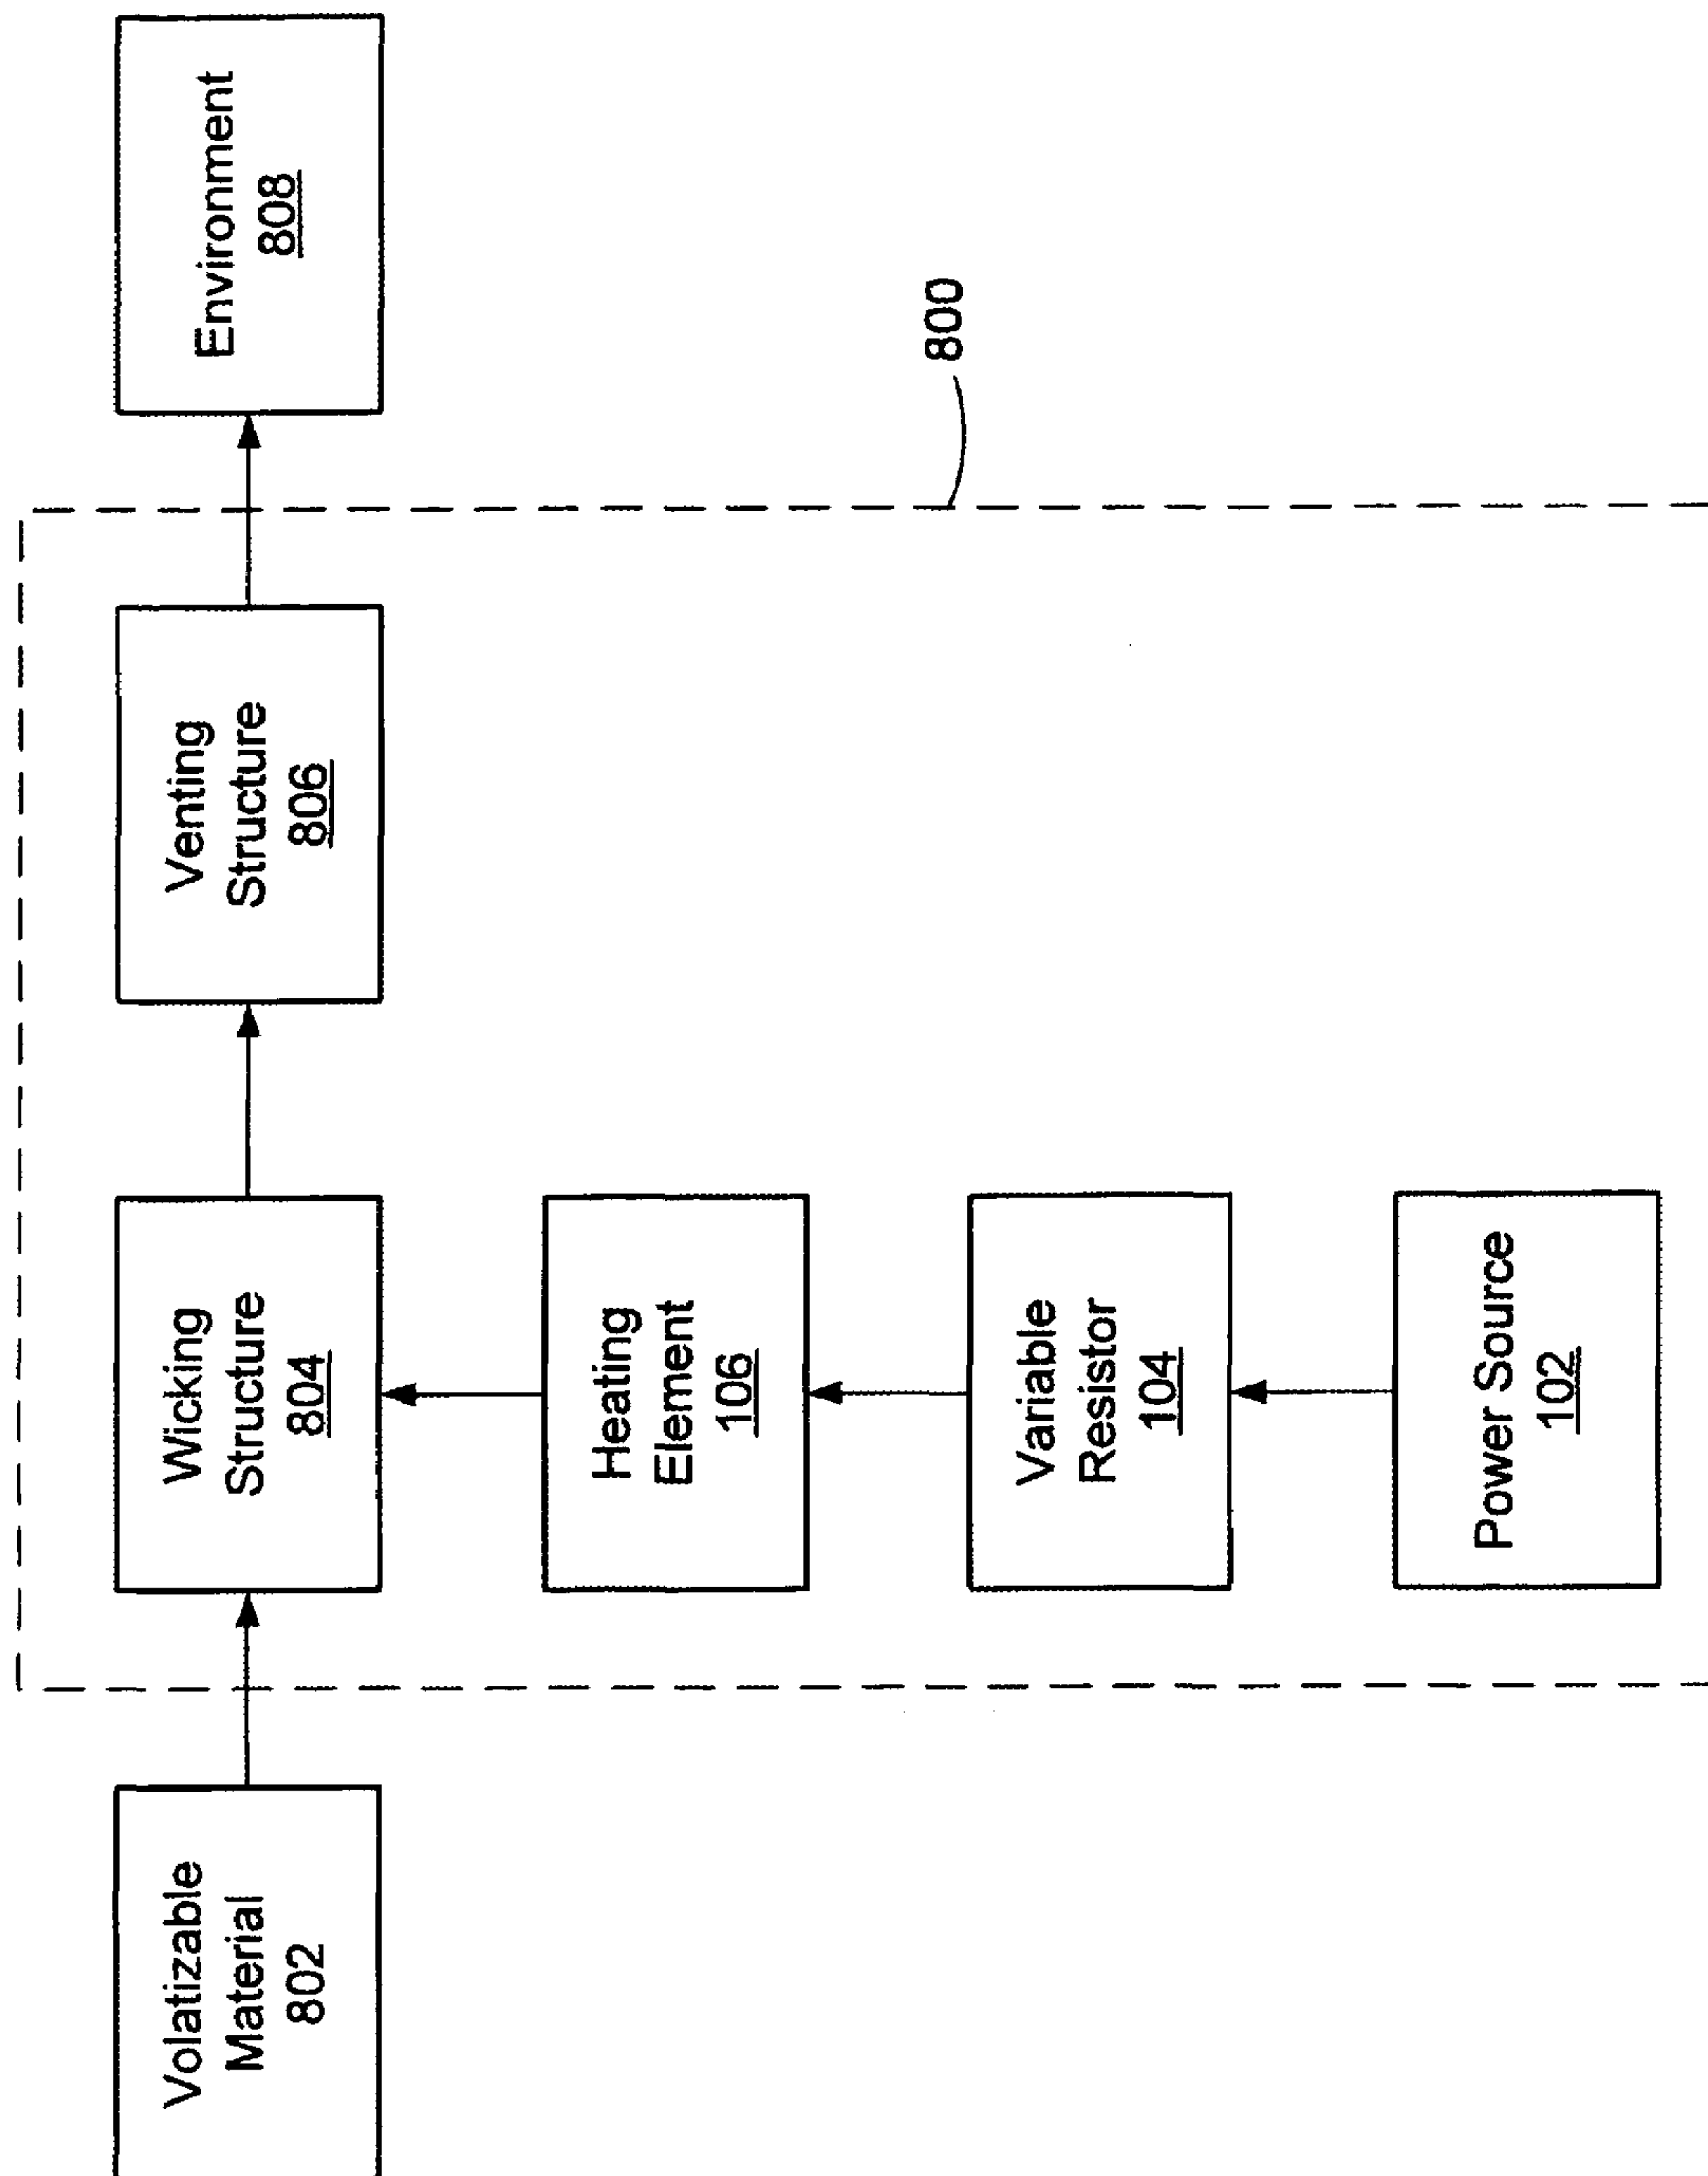 Volatizable
Material
802
Wicking
Structure
804
Venting
Structure
806
Environment
808
Heating
Element
106
800
Variable
Resistor
104
Power Source
102